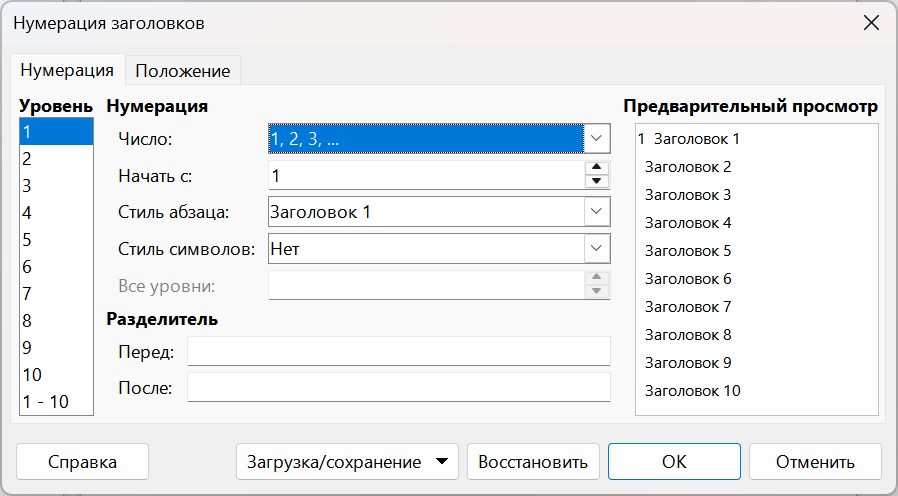 Нумерация заголовков
Нумерация Положение
Уровень
1
2
3
4
5
6
7
8
9
10
1 - 10
Нумерация
Число: 1, 2, 3, ...
Начать с: 1
Стиль абзаца: Заголовок 1
Стиль символов: Нет
Все уровни:
Разделитель
Перед:
После:
Предварительный просмотр
1 Заголовок 1
Заголовок 2
Заголовок 3
Заголовок 4
Заголовок 5
Заголовок 6
Заголовок 7
Заголовок 8
Заголовок 9
Заголовок 10
Справка Загрузка/сохранение Восстановить ОК Отменить